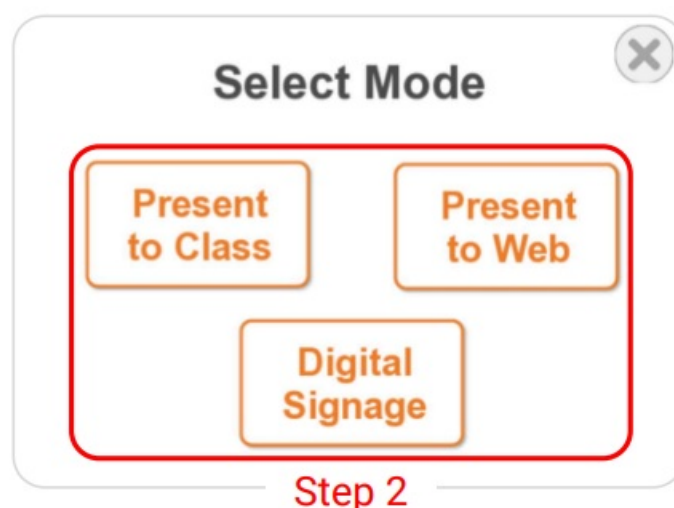 Select Mode
Present
to Class
Present
to Web
Digital
Signage
Step 2